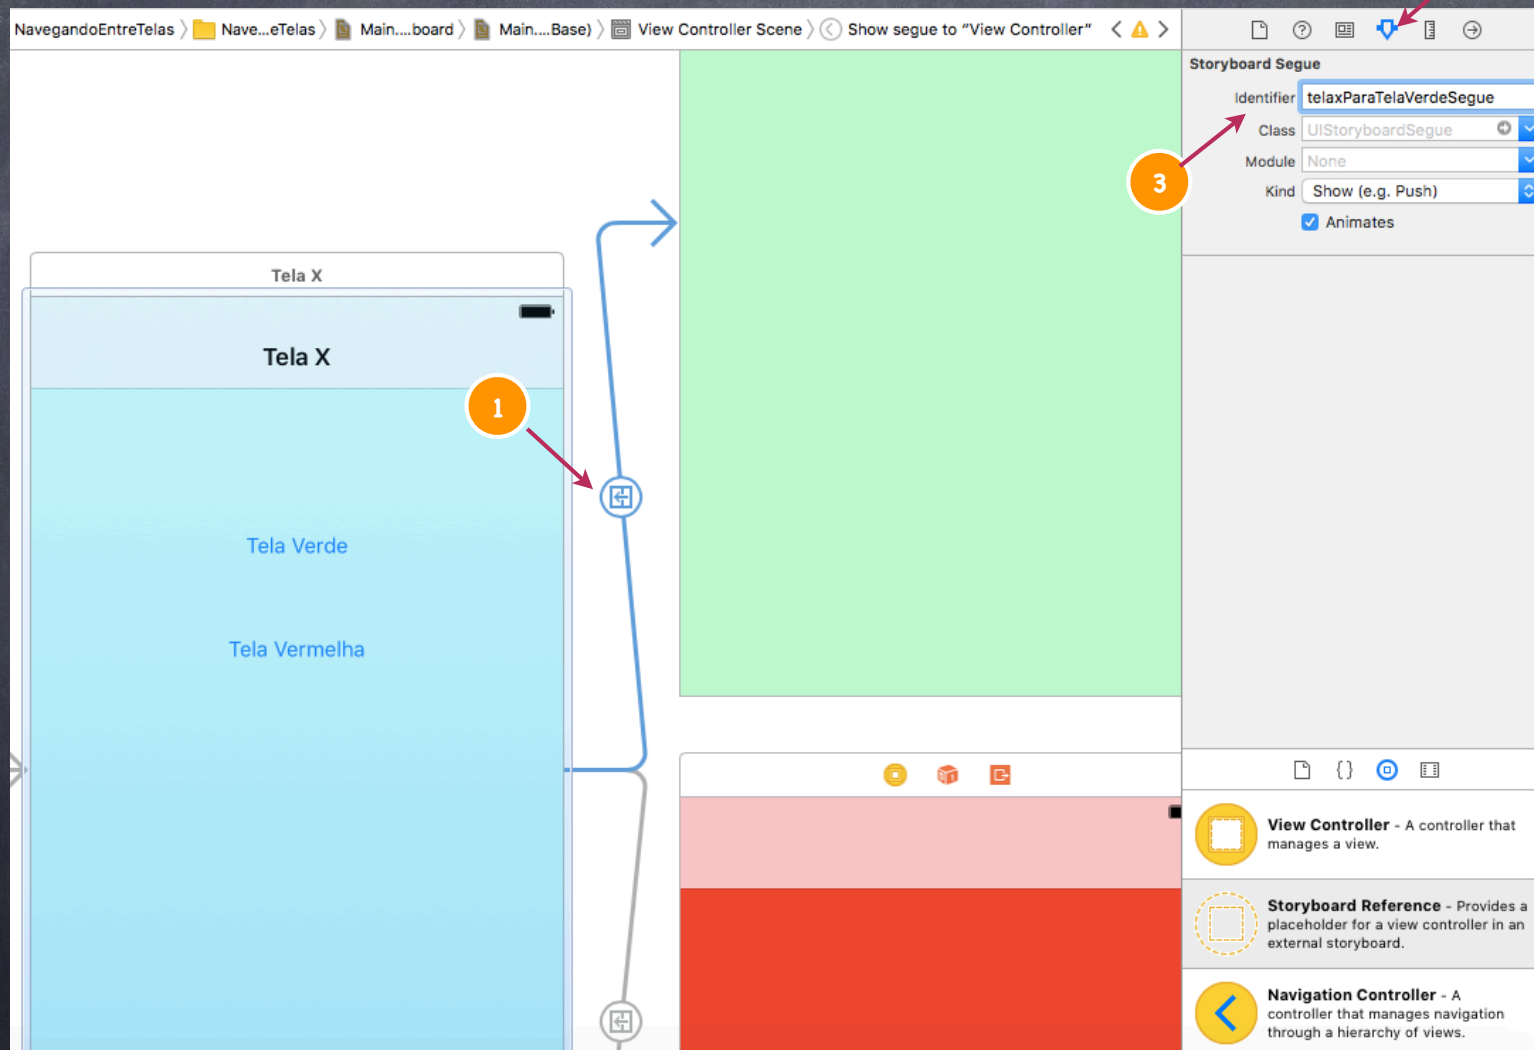 NavegandoEntreTelas
Nave...eTelas
Main....board
Main....Base)
View Controller Scene
Show segue to “View Controller”
Storyboard Segue
Identifier telaxParaTelaVerdeSegue
Class UIStoryboardSegue
Module None
Kind Show (e.g. Push)
Animates
3
Tela X
Tela X
1
Tela Verde
Tela Vermelha
{}
View Controller - A controller that
manages a view.
Storyboard Reference - Provides a
placeholder for a view controller in an
external storyboard.
Navigation Controller - A
controller that manages navigation
through a hierarchy of views.